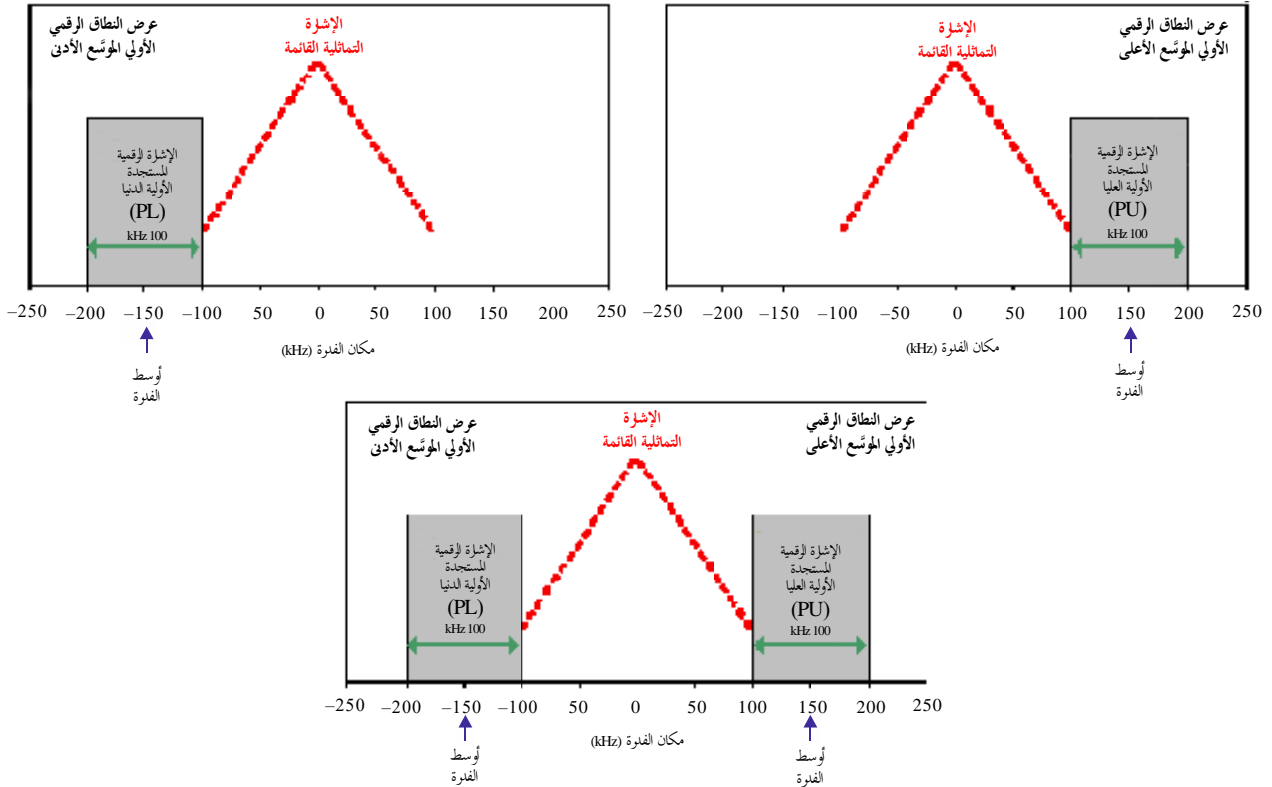 عرض النطاق الرقمي
الأولي الموسَّع الأدنى
الإشارة
التماثلية القائمة
الإشارة الرقمية
المستجدة
الأولية الدنيا
(PL)
kHz 100
–250 –200 –150 –100 50 0 50 100 150 200 250
مكان الفدرة (kHz)
أوسط
الفدرة
عرض النطاق الرقمي
الأولي الموسَّع الأعلى
الإشارة
التماثلية القائمة
الإشارة الرقمية
المستجدة
الأولية العليا
(PU)
kHz 100
–250 –200 –150 –100 50 0 50 100 150 200 250
مكان الفدرة (kHz)
أوسط
الفدرة
عرض النطاق الرقمي
الأولي الموسَّع الأدنى
الإشارة
التماثلية القائمة
عرض النطاق الرقمي
الأولي الموسَّع الأعلى
الإشارة الرقمية
المستجدة
الأولية الدنيا
(PL)
kHz 100
الإشارة الرقمية
المستجدة
الأولية العليا
(PU)
kHz 100
–250 –200 –150 –100 50 0 50 100 150 200 250
مكان الفدرة (kHz)
أوسط
الفدرة
أوسط
الفدرة